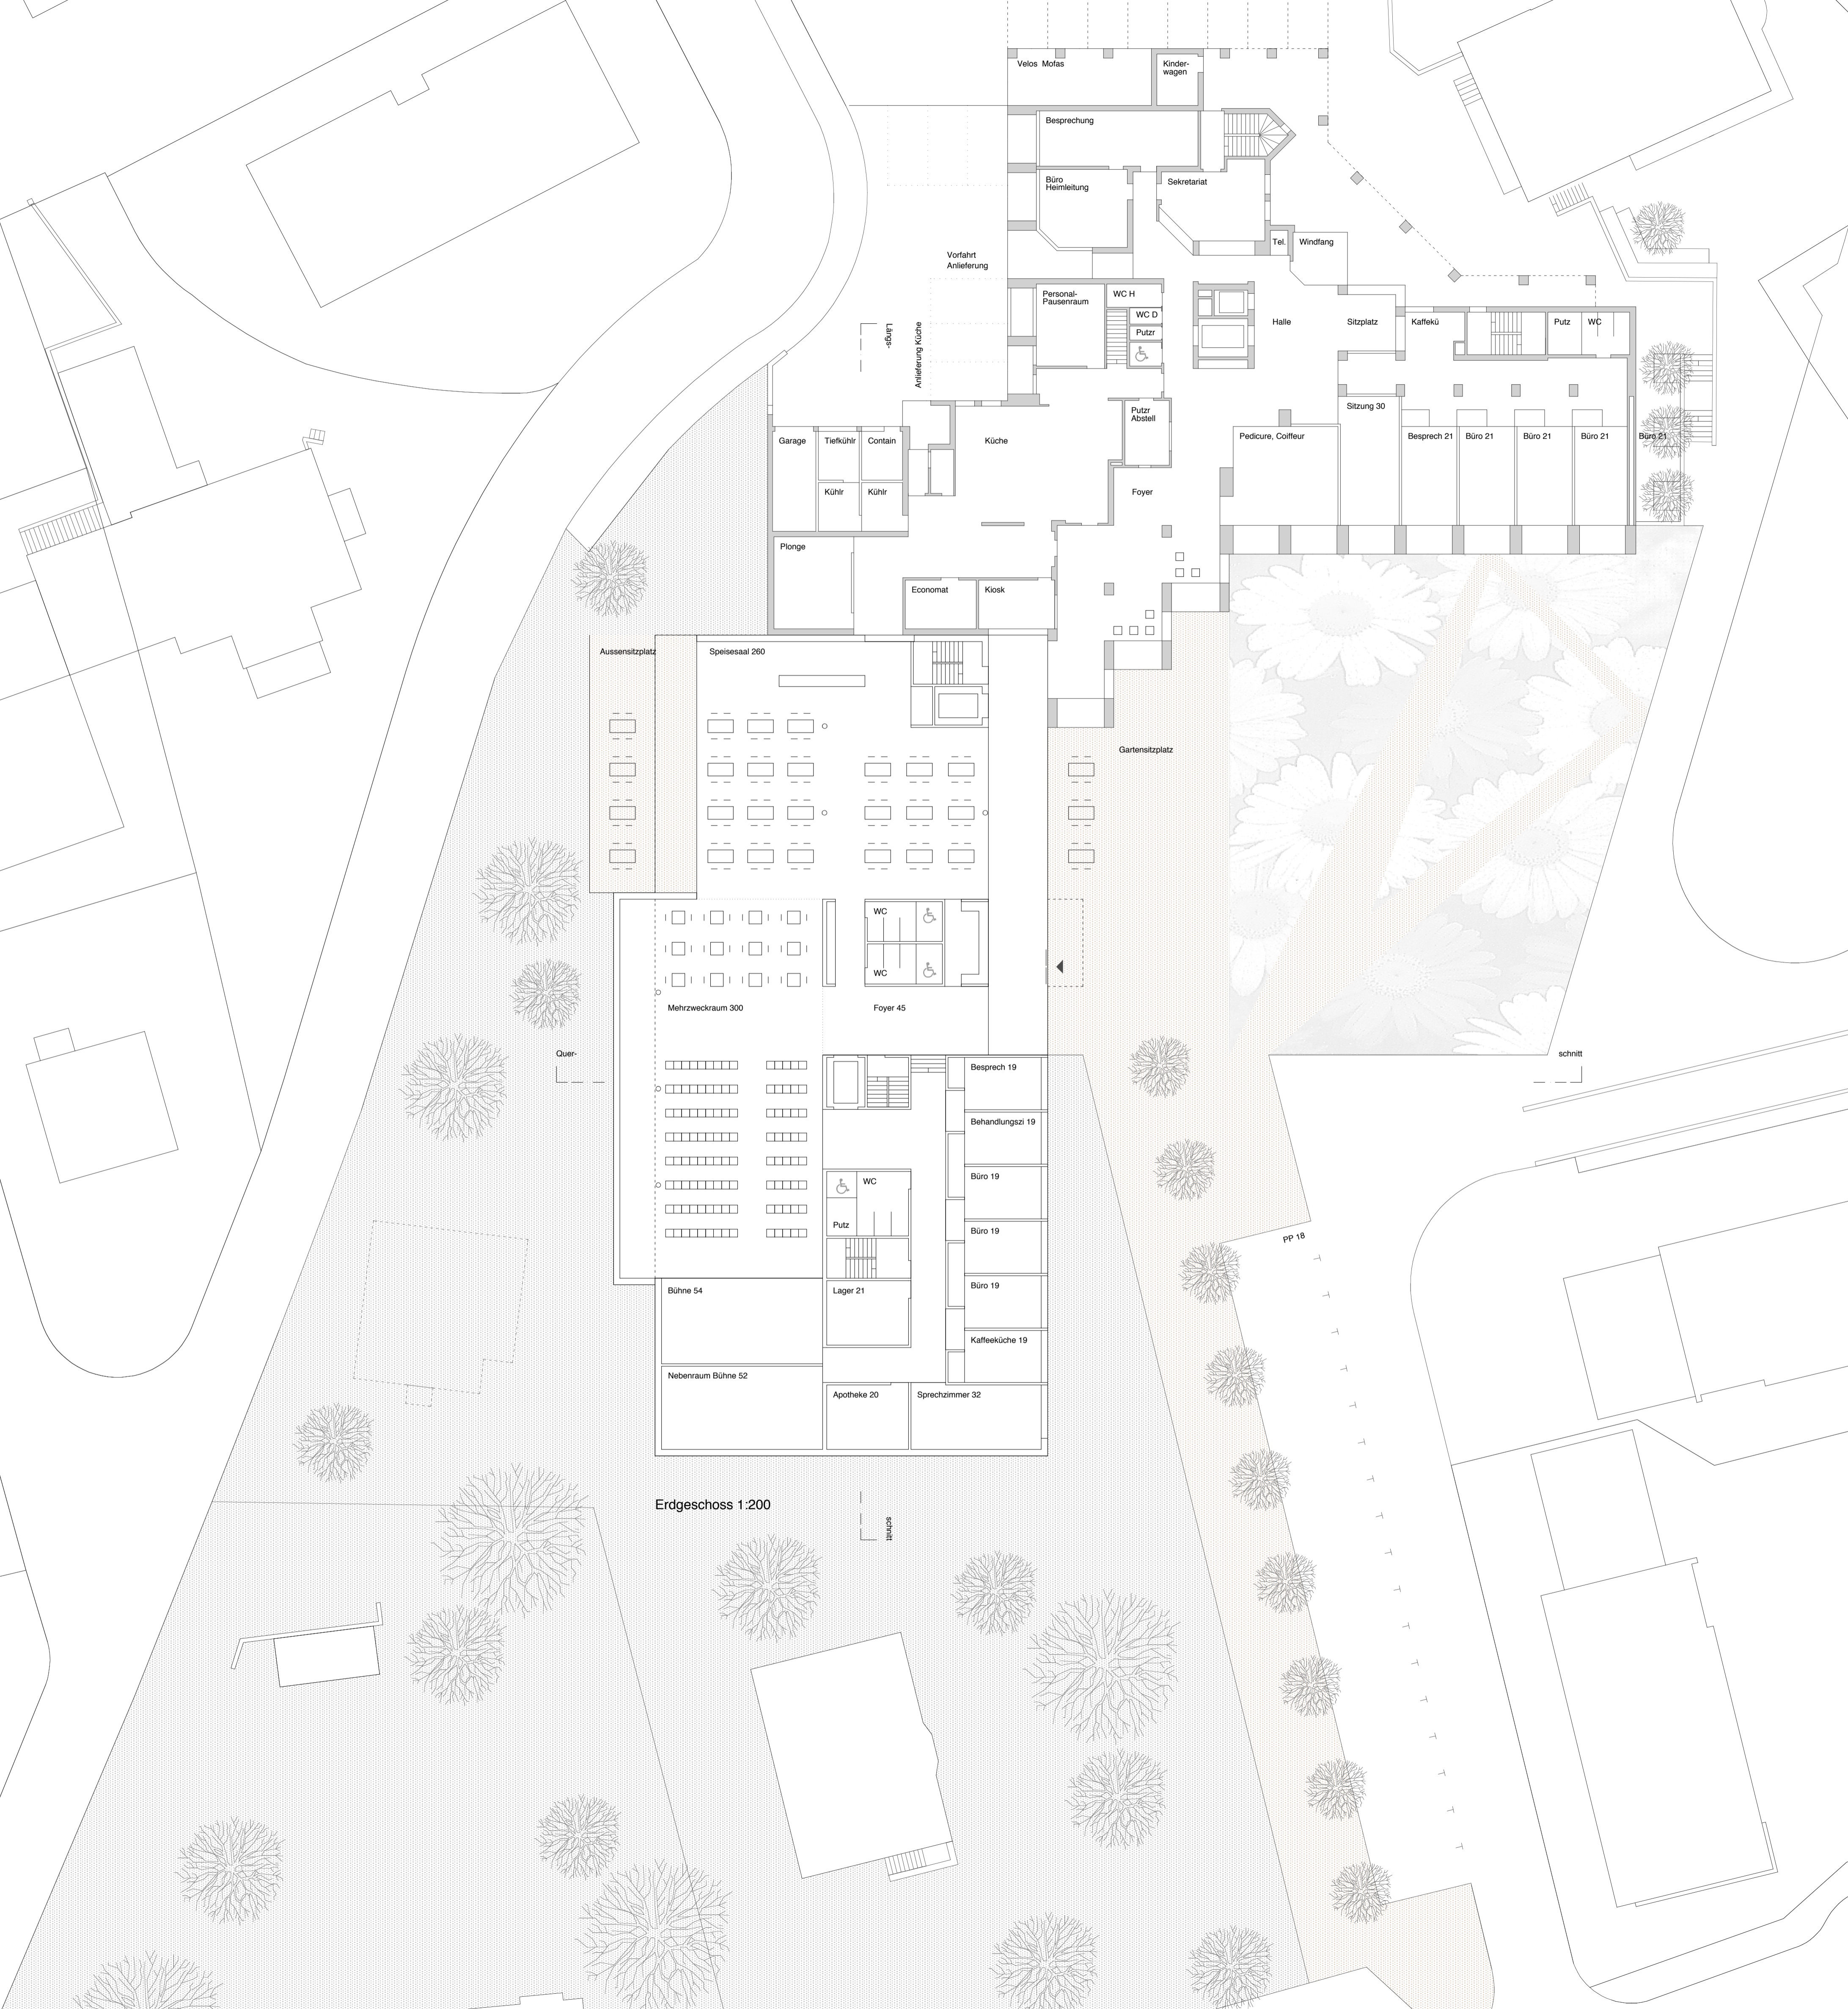 Velos Mofas
Kinder-
wagen
Besprechung
Büro
Heimleitung
Sekretariat
Tel.
Windfang
Vorfahrt
Anlieferung
Personal-
Pausenraum
WC H
WC D
Putzr
Halle
Sitzplatz
Kaffekü
Putz
WC
Längs-
Anlieferung Küche
Putzr
Abstell
Sitzung 30
Garage
Tiefkühlr
Contain
Küche
Pedicure, Coiffeur
Besprech 21
Büro 21
Büro 21
Büro 21
Büro 21
Kühlr
Kühlr
Foyer
Plonge
Economat
Kiosk
Aussensitzplatz
Speisesaal 260
Gartensitzplatz
WC
WC
Mehrzweckraum 300
Foyer 45
Quer-
schnitt
Besprech 19
Behandlungszi 19
Büro 19
WC
Putz
Büro 19
PP 18
Büro 19
Bühne 54
Lager 21
Kaffeeküche 19
Nebenraum Bühne 52
Apotheke 20
Sprechzimmer 32
Erdgeschoss 1:200
schnitt